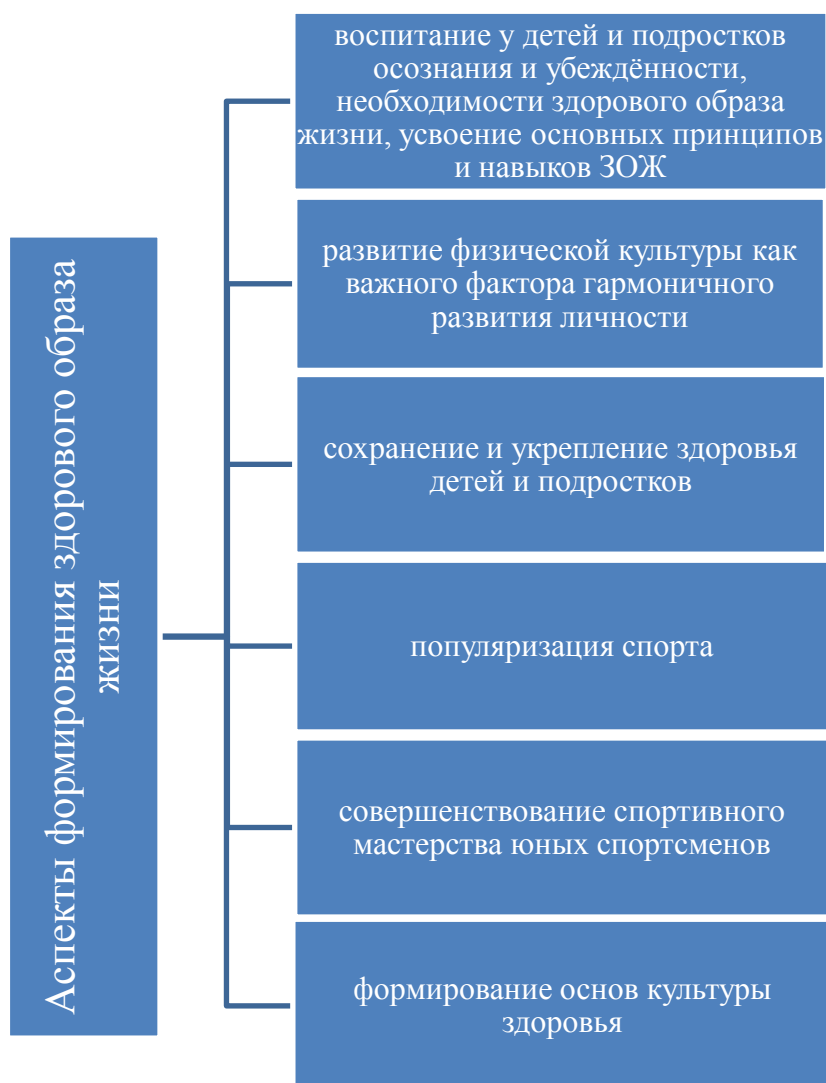 Аспекты формирования здорового образа
жизни
воспитание у детей и подростков
осознания и убеждённости,
необходимости здорового образа
жизни, усвоение основных принципов
и навыков ЗОЖ
развитие физической культуры как
важного фактора гармоничного
развития личности
сохранение и укрепление здоровья
детей и подростков
популяризация спорта
совершенствование спортивного
мастерства юных спортсменов
формирование основ культуры
здоровья